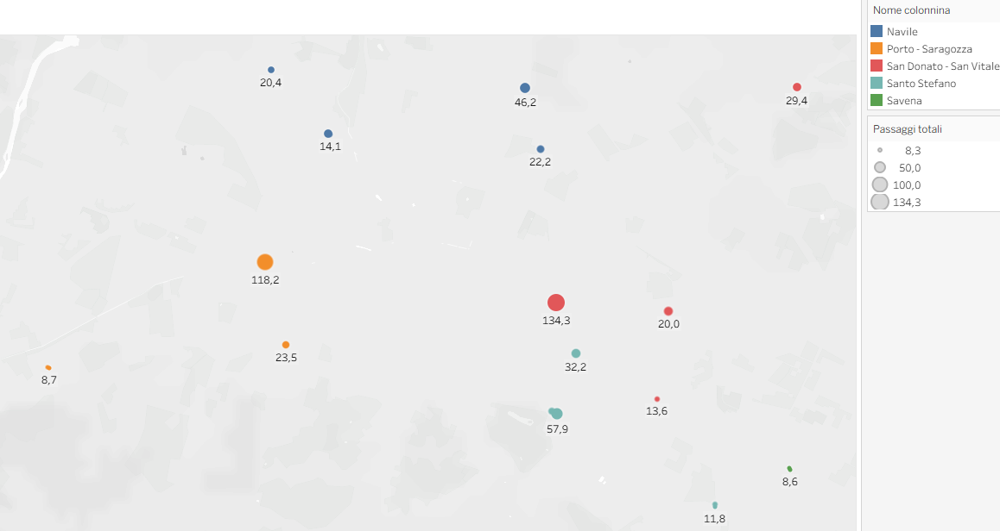 Nome colonnina
Navile
Porto - Saragozza
San Donato - San Vitale
Santo Stefano
Savena
Passaggi totali
8,3
50,0
100,0
134,3
20,4
46,2
29,4
14,1
22,2
118,2
134,3
20,0
23,5
32,2
8,7
13,6
57,9
8,6
11,8